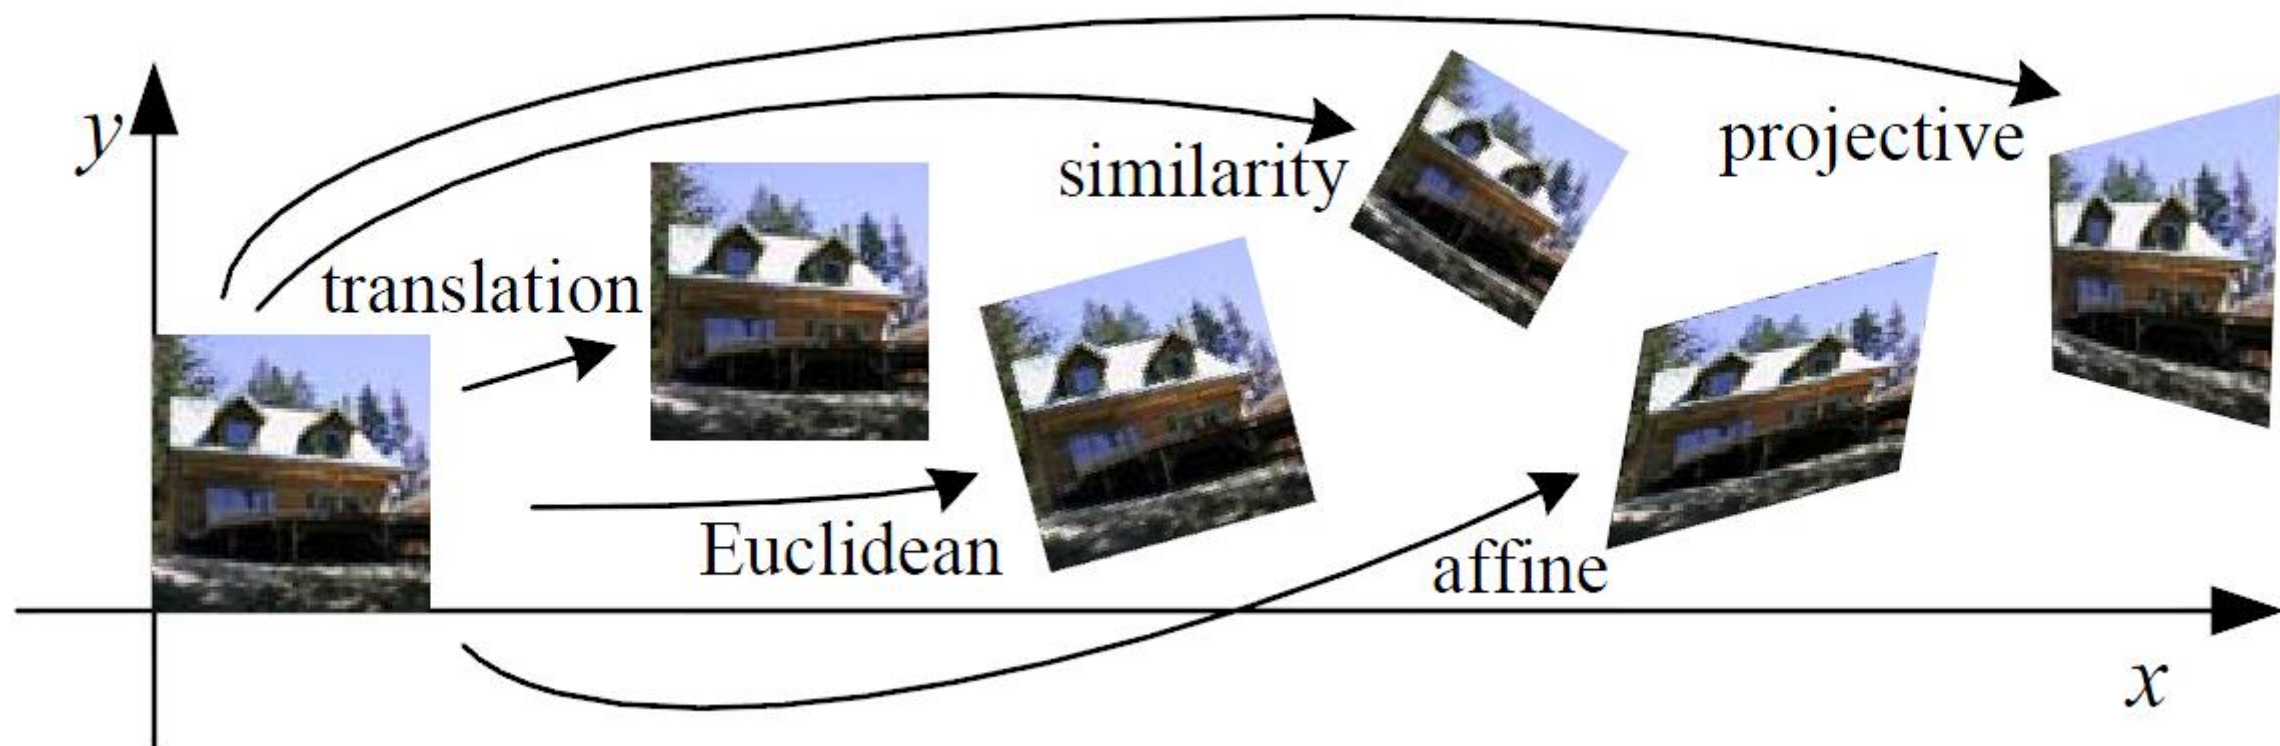 y
similarity
projective
translation
Euclidean
affine
x